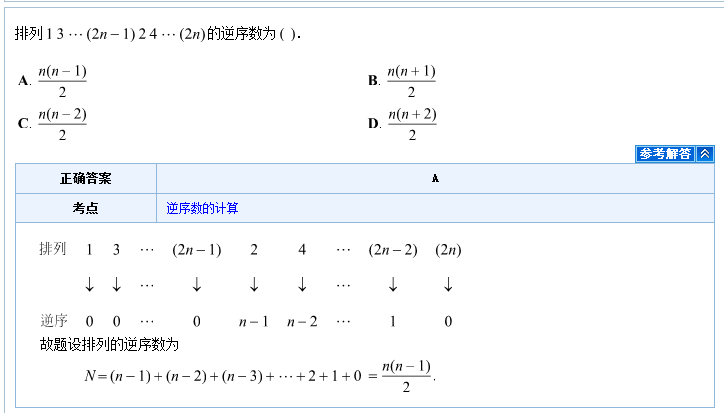 排列 1 3 ⋯ (2n − 1) 2 4 ⋯ (2n) 的逆序数为 ( ).
A. n(n − 1)/2 B. n(n + 1)/2
C. n(n − 2)/2 D. n(n + 2)/2
参考解答
正确答案 A
考点 逆序数的计算
排列 1 3 ⋯ (2n − 1) 2 4 ⋯ (2n − 2) (2n)
↓ ↓ ⋯ ↓ ↓ ↓ ⋯ ↓ ↓
逆序 0 0 ⋯ 0 n − 1 n − 2 ⋯ 1 0
故题设排列的逆序数为
N = (n − 1) + (n − 2) + (n − 3) + ⋯ + 2 + 1 + 0 = n(n − 1)/2.